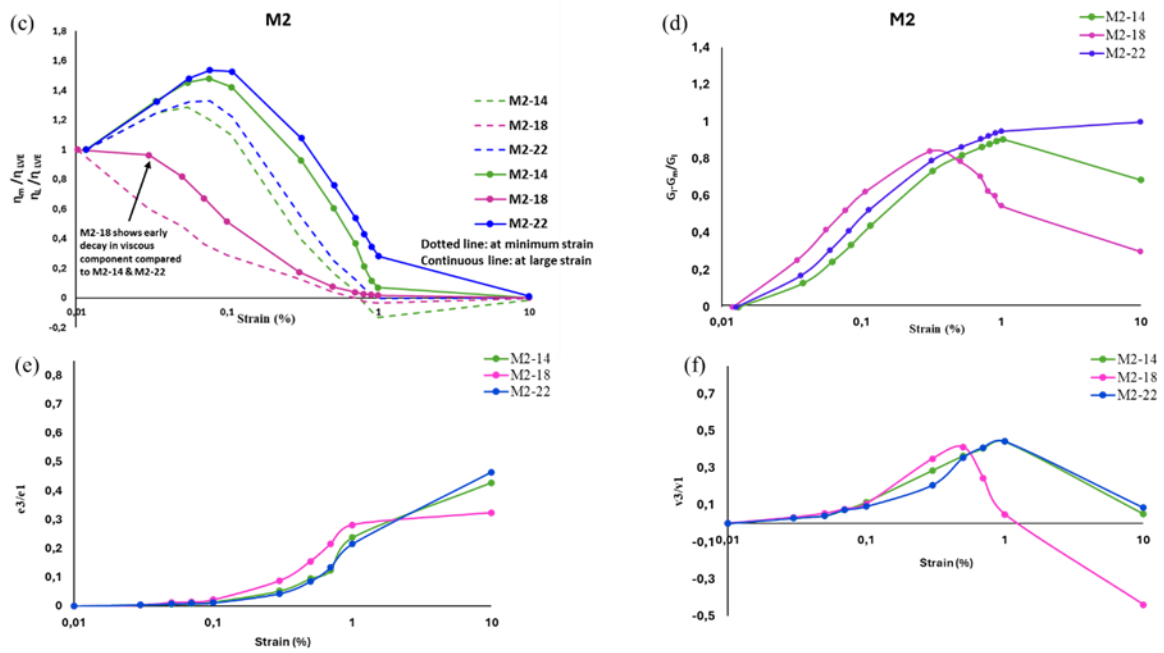 (c)
M2
1,8
1,6
1,4
1,2
1
0,8
0,6
0,4
0,2
0
-0,2
0,01
0,1
1
10
Strain (%)
ηm /ηLVE
ηL /ηLVE
M2-18 shows early
decay in viscous
component compared
to M2-14 & M2-22
M2-14
M2-18
M2-22
M2-14
M2-18
M2-22
Dotted line: at minimum strain
Continuous line: at large strain
(d)
M2
M2-14
M2-18
M2-22
1,4
1,2
1
0,8
0,6
0,4
0,2
0
0,01
0,1
1
10
Strain (%)
(e)
M2-14
M2-18
M2-22
0,8
0,7
0,6
0,5
0,4
0,3
0,2
0,1
0
0,01
0,1
1
10
Strain (%)
e3/e1
(f)
M2-14
M2-18
M2-22
0,7
0,5
0,3
0,1
-0,1
-0,3
-0,5
0,01
0,1
1
10
Strain (%)
v3/v1